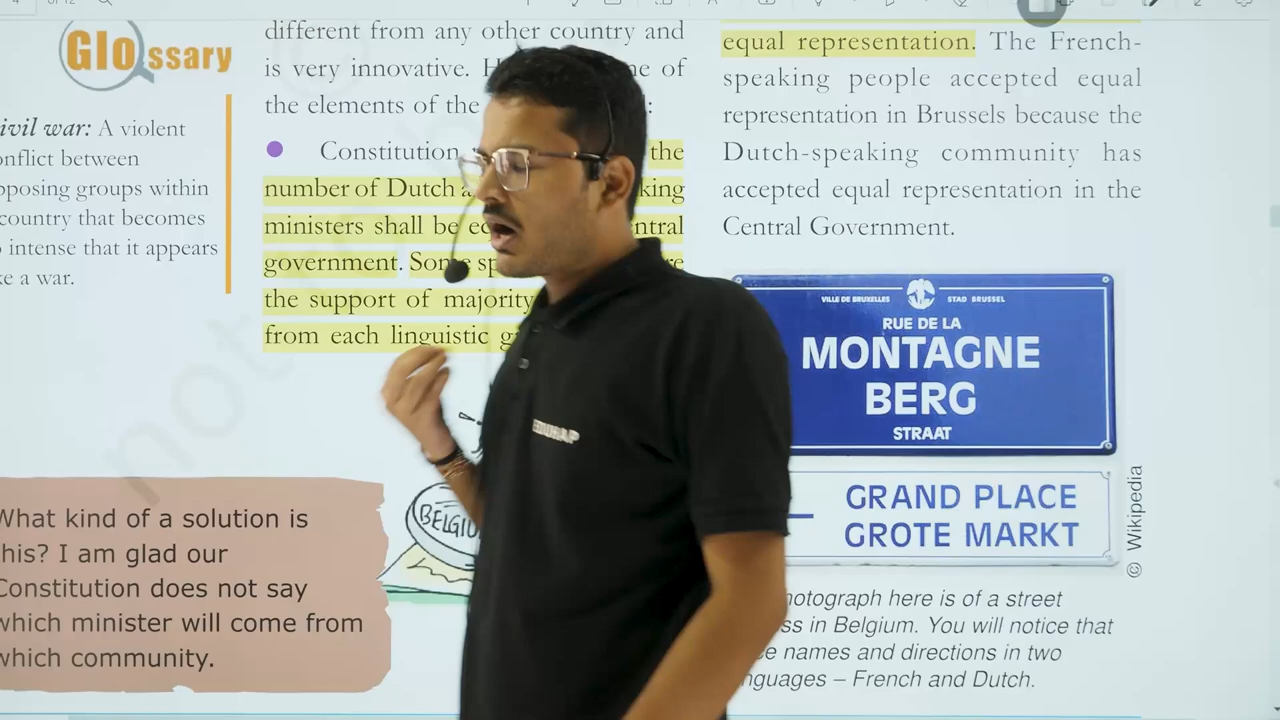 Glossary
ivil war: A violent
onflict between
pposing groups within
country that becomes
intense that it appears
ke a war.
What kind of a solution is
this? I am glad our
Constitution does not say
which minister will come from
which community.
different from any other country and
is very innovative.
the elements of the
Constitution the
number of Dutch king
ministers shall be
government. Some
the support of majority
from each linguistic
BELGIU
not
EDURAP
equal representation. The French-
speaking people accepted equal
representation in Brussels because the
Dutch-speaking community has
accepted equal representation in the
Central Government.
VILLE DE BRUXELLES STAD BRUSSEL
RUE DE LA
MONTAGNE
BERG
STRAAT
GRAND PLACE
GROTE MARKT
© Wikipedia
hotograph here is of a street
ss in Belgium. You will notice that
ce names and directions in two
nguages – French and Dutch.